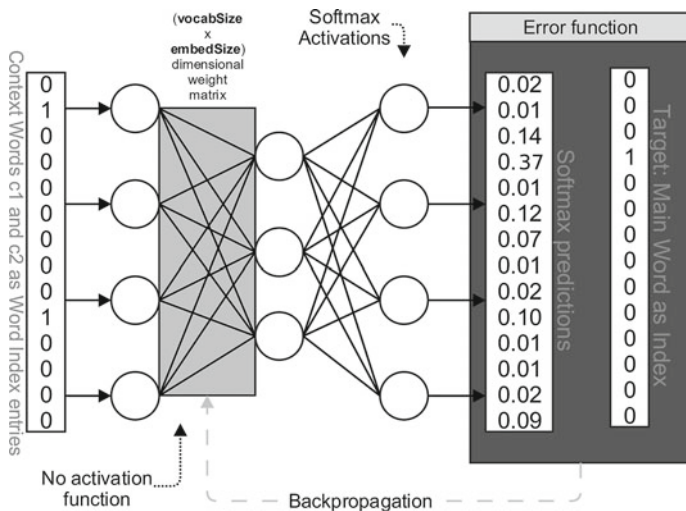 (vocabSize
x
embedSize)
dimensional
weight
matrix
Softmax
Activations
Error function
Context Words c1 and c2 as Word Index entries
0
1
0
0
0
0
0
0
0
1
0
0
0
0
0.02
0.01
0.14
0.37
0.01
0.12
0.07
0.01
0.02
0.10
0.01
0.01
0.02
0.09
Softmax predictions
0
0
0
1
0
0
0
0
0
0
0
0
0
0
Target: Main Word as Index
No activation
function
Backpropagation